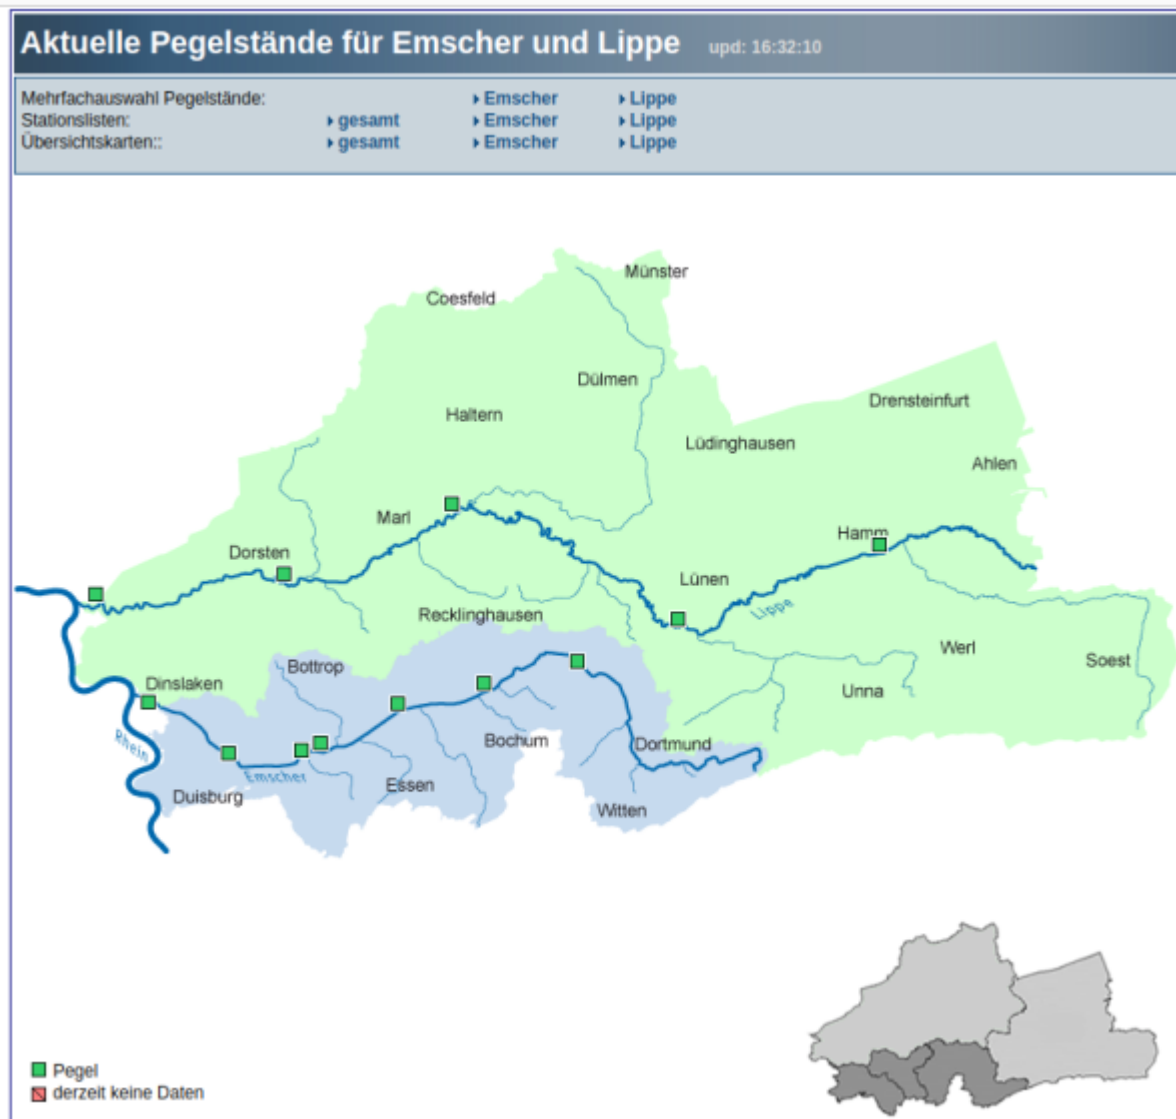 Aktuelle Pegelstände für Emscher und Lippe upd: 16:32:10
Mehrfachauswahl Pegelstände: Emscher Lippe
Stationslisten: gesamt Emscher Lippe
Übersichtskarten:: gesamt Emscher Lippe
Münster
Coesfeld
Dülmen
Drensteinfurt
Haltern
Lüdinghausen
Ahlen
Marl
Hamm
Dorsten
Lünen
Lippe
Recklinghausen
Werl
Soest
Bottrop
Dinslaken
Unna
Rhein
Bochum
Dortmund
Emscher
Essen
Duisburg
Witten
Pegel
derzeit keine Daten